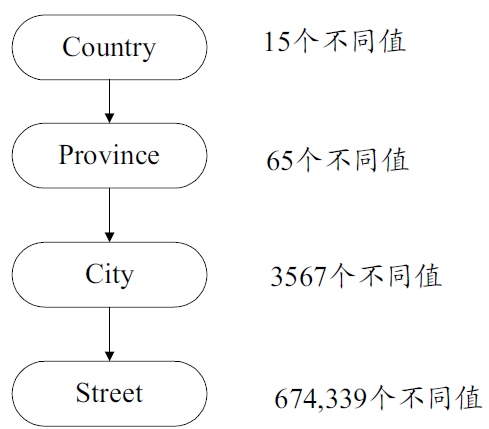 Country 15个不同值
Province 65个不同值
City 3567个不同值
Street 674,339个不同值